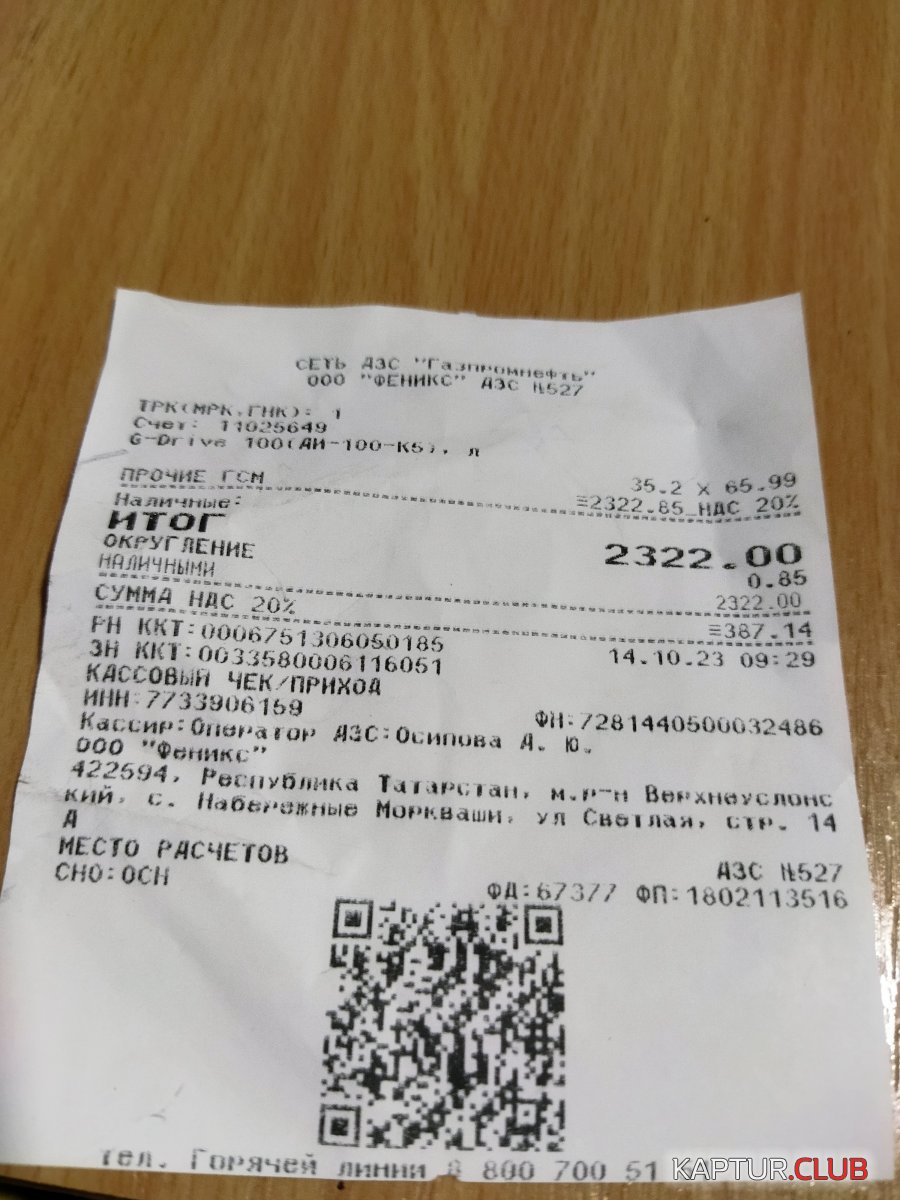 СЕТЬ АЗС "Газпромнефть"
ООО "ФЕНИКС" АЗС №527
ТРК(МРК,ГНК): 1
Счет: 11025649
G-Drive 100(АИ-100-К5), л
35.2 x 65.99
ПРОЧИЕ ГСМ ≡2322.85_НДС 20%
Наличные:
ИТОГ 2322.00
ОКРУГЛЕНИЕ 0.85
НАЛИЧНЫМИ 2322.00
СУММА НДС 20% ≡387.14
РН ККТ:0006751306050185 14.10.23 09:29
ЗН ККТ:0033580006116051
КАССОВЫЙ ЧЕК/ПРИХОД
ИНН:7733906159 ФН:7281440500032486
Кассир:Оператор АЗС:Осипова А. Ю.
ООО "Феникс"
422594, Республика Татарстан, м.р-н Верхнеуслонс
кий, с. Набережные Моркваши, ул Светлая, стр. 14
А
МЕСТО РАСЧЕТОВ АЗС №527
СНО:ОСН ФД:67377 ФП:1802113516
тел. Горячей линии 8 800 700 51
KAPTUR.CLUB